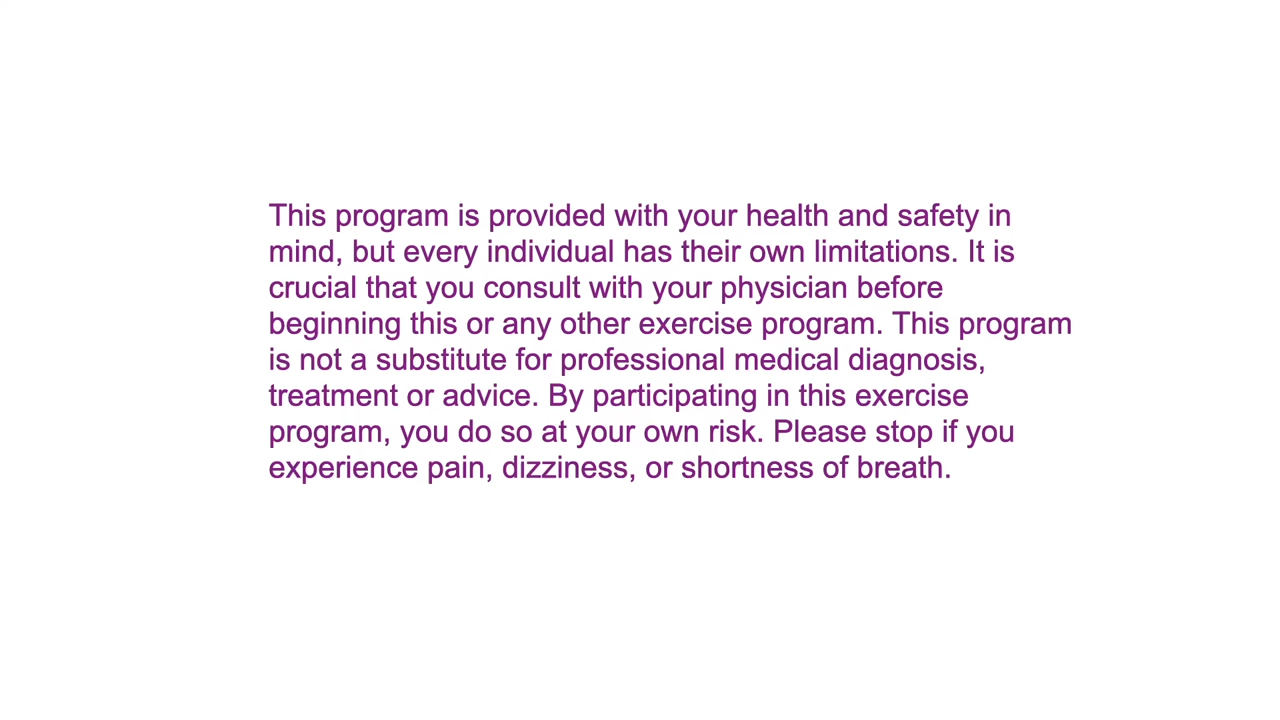 This program is provided with your health and safety in
mind, but every individual has their own limitations. It is
crucial that you consult with your physician before
beginning this or any other exercise program. This program
is not a substitute for professional medical diagnosis,
treatment or advice. By participating in this exercise
program, you do so at your own risk. Please stop if you
experience pain, dizziness, or shortness of breath.